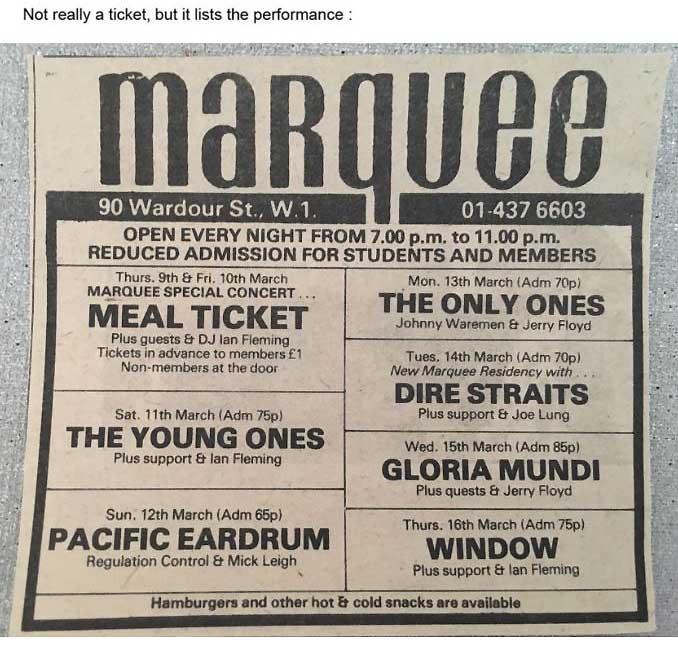 Not really a ticket, but it lists the performance :
marquee
90 Wardour St., W.1.
01-437 6603
OPEN EVERY NIGHT FROM 7.00 p.m. to 11.00 p.m.
REDUCED ADMISSION FOR STUDENTS AND MEMBERS
Thurs. 9th & Fri. 10th March
MARQUEE SPECIAL CONCERT ...
MEAL TICKET
Plus guests & DJ Ian Fleming
Tickets in advance to members £1
Non-members at the door
Sat. 11th March (Adm 75p)
THE YOUNG ONES
Plus support & Ian Fleming
Sun. 12th March (Adm 65p)
PACIFIC EARDRUM
Regulation Control & Mick Leigh
Mon. 13th March (Adm 70p)
THE ONLY ONES
Johnny Waremen & Jerry Floyd
Tues. 14th March (Adm 70p)
New Marquee Residency with ...
DIRE STRAITS
Plus support & Joe Lung
Wed. 15th March (Adm 85p)
GLORIA MUNDI
Plus quests & Jerry Floyd
Thurs. 16th March (Adm 75p)
WINDOW
Plus support & Ian Fleming
Hamburgers and other hot & cold snacks are available